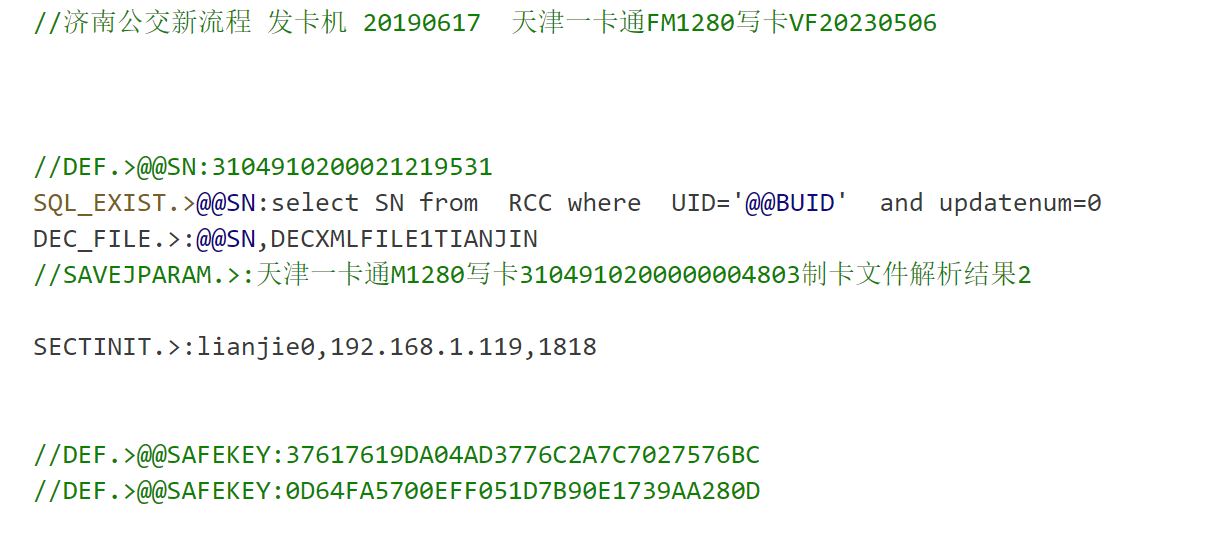 //济南公交新流程 发卡机 20190617  天津一卡通FM1280写卡VF20230506
//DEF.>@@SN:3104910200021219531
SQL_EXIST.>@@SN:select SN from  RCC where  UID='@@BUID'  and updatenum=0
DEC_FILE.>:@@SN,DECXMLFILE1TIANJIN
//SAVEJPARAM.>:天津一卡通M1280写卡3104910200000004803制卡文件解析结果2
SECTINIT.>:lianjie0,192.168.1.119,1818
//DEF.>@@SAFEKEY:37617619DA04AD3776C2A7C7027576BC
//DEF.>@@SAFEKEY:0D64FA5700EFF051D7B90E1739AA280D